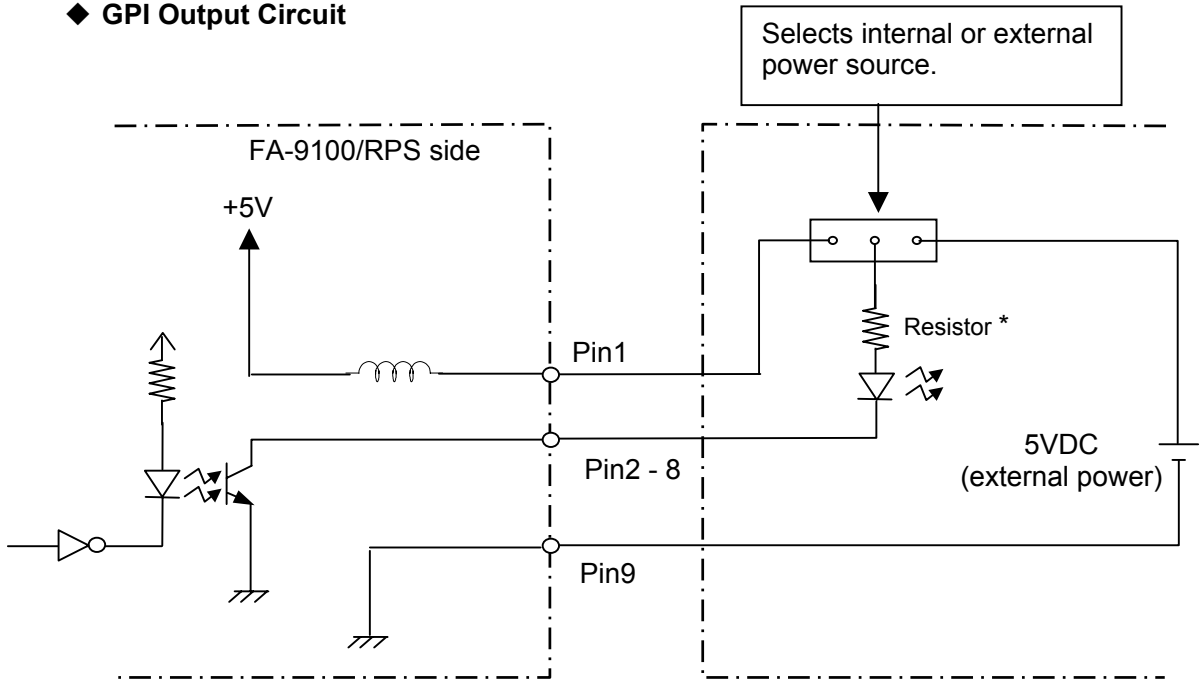 ◆ GPI Output Circuit
Selects internal or external
power source.
FA-9100/RPS side
+5V
Resistor *
Pin1
Pin2 - 8
5VDC
(external power)
Pin9